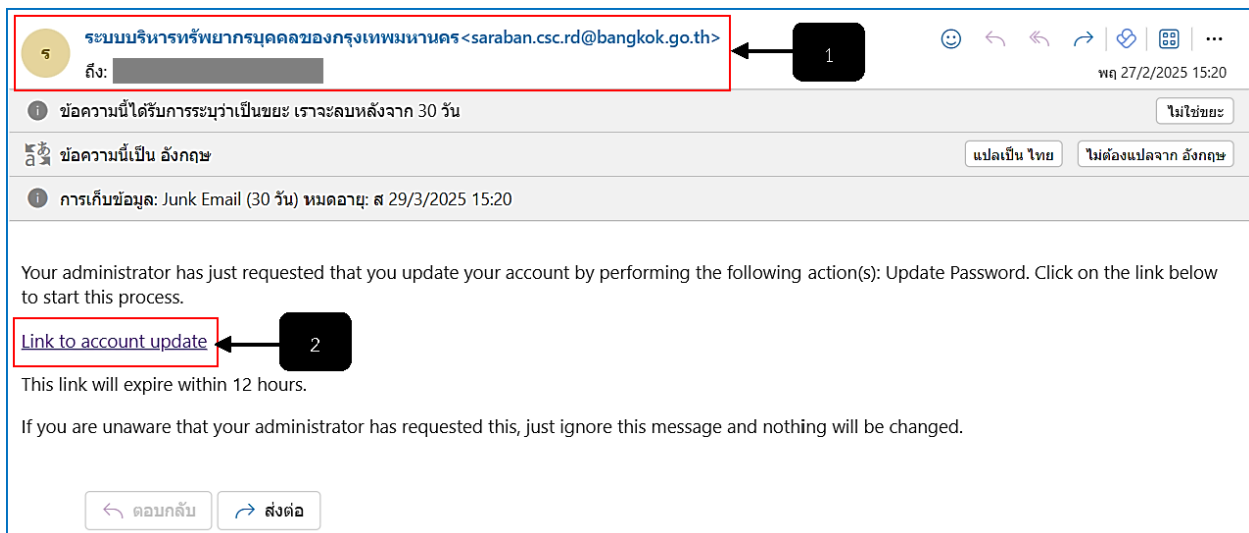 ร
ระบบบริหารทรัพยากรบุคคลของกรุงเทพมหานคร<saraban.csc.rd@bangkok.go.th>
1
ถึง:
พฤ 27/2/2025 15:20
ข้อความนี้ได้รับการระบุว่าเป็นขยะ เราจะลบหลังจาก 30 วัน
ไม่ใช่ขยะ
ข้อความนี้เป็น อังกฤษ
แปลเป็น ไทย
ไม่ต้องแปลจาก อังกฤษ
การเก็บข้อมูล: Junk Email (30 วัน) หมดอายุ: ส 29/3/2025 15:20
Your administrator has just requested that you update your account by performing the following action(s): Update Password. Click on the link below
to start this process.
Link to account update
2
This link will expire within 12 hours.
If you are unaware that your administrator has requested this, just ignore this message and nothing will be changed.
ตอบกลับ
ส่งต่อ